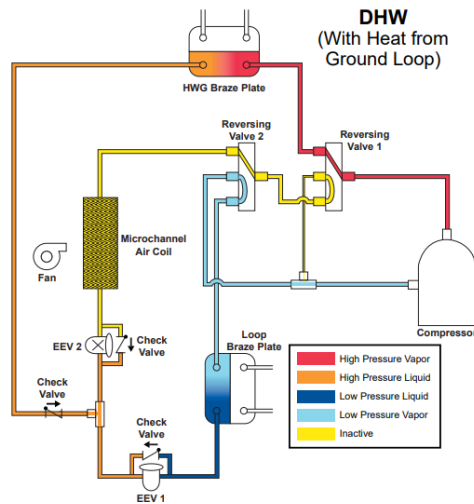 DHW
(With Heat from
Ground Loop)
HWG Braze Plate
Reversing
Valve 2
Reversing
Valve 1
Microchannel
Air Coil
Fan
Compressor
EEV 2
Check
Valve
Loop
Braze Plate
Check
Valve
Check
Valve
EEV 1
High Pressure Vapor
High Pressure Liquid
Low Pressure Liquid
Low Pressure Vapor
Inactive